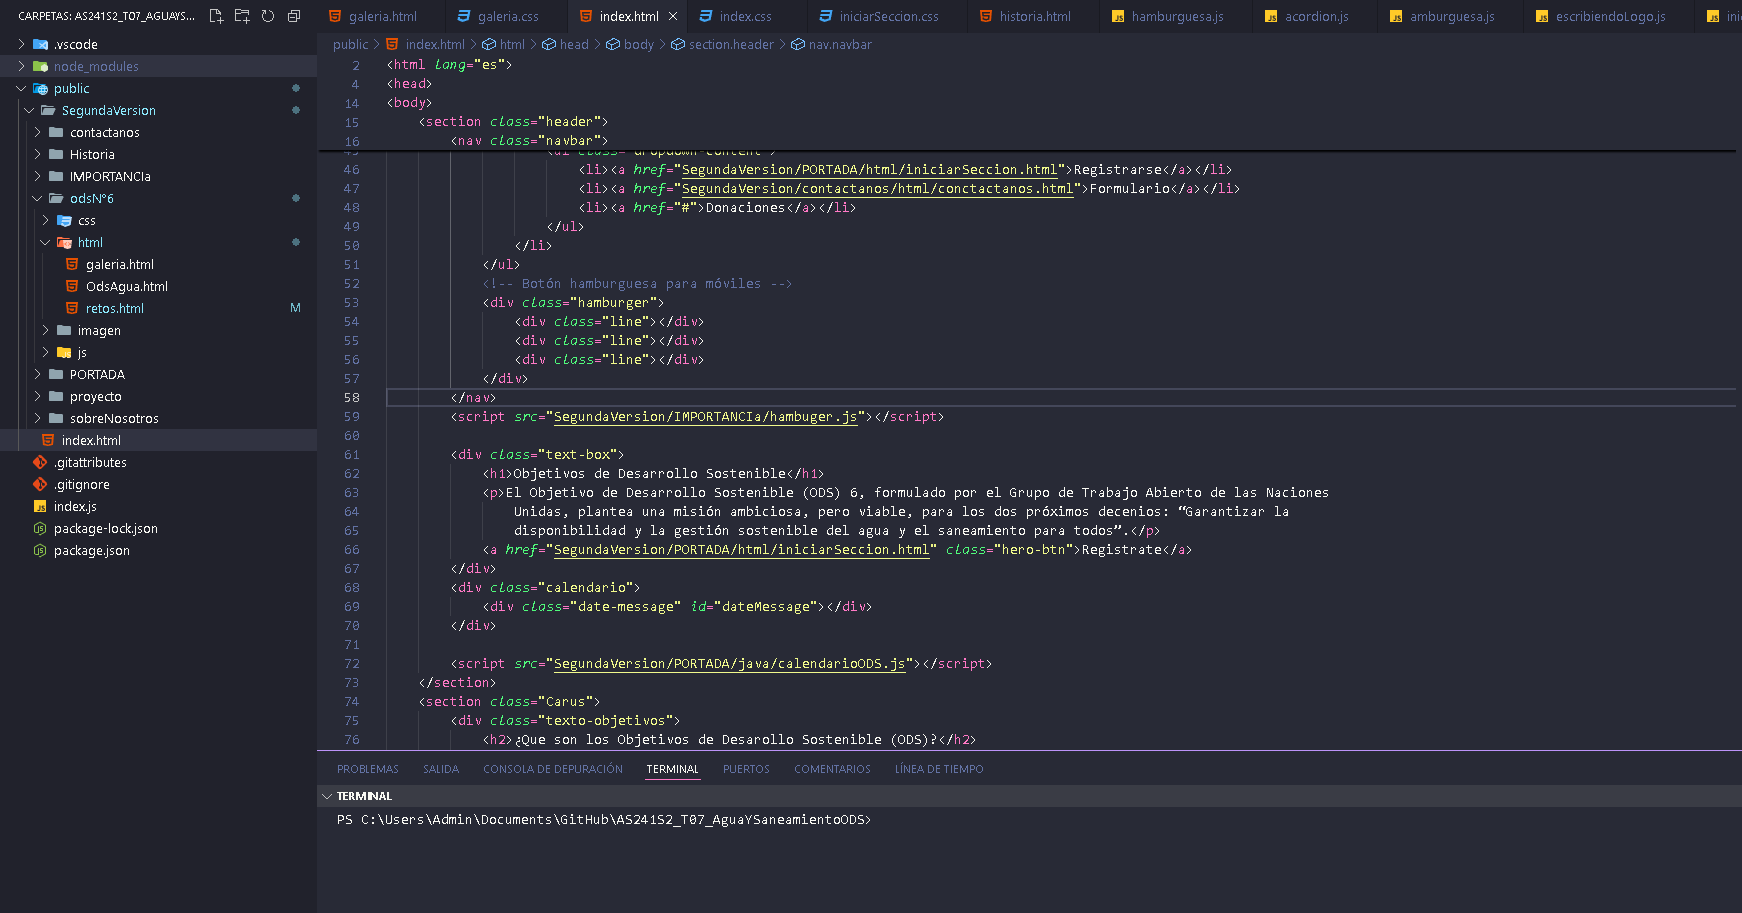 CARPETAS: AS241S2_T07_AGUAYS...
.vscode
node_modules
public
SegundaVersion
contactanos
Historia
IMPORTANCIa
odsN°6
css
html
galeria.html
OdsAgua.html
retos.html M
imagen
js
PORTADA
proyecto
sobreNosotros
index.html
.gitattributes
.gitignore
index.js
package-lock.json
package.json
galeria.html galeria.css index.html index.css iniciarSeccion.css historia.html hamburguesa.js acordion.js amburguesa.js escribiendoLogo.js
public > index.html > html > head > body > section.header > nav.navbar
2 <html lang="es">
4 <head>
14 <body>
15 <section class="header">
16 <nav class="navbar">
45 <ul class="dropdown-content">
46 <li><a href="SegundaVersion/PORTADA/html/iniciarSeccion.html">Registrarse</a></li>
47 <li><a href="SegundaVersion/contactanos/html/conctactanos.html">Formulario</a></li>
48 <li><a href="#">Donaciones</a></li>
49 </ul>
50 </li>
51 </ul>
52 <!-- Botón hamburguesa para móviles -->
53 <div class="hamburger">
54 <div class="line"></div>
55 <div class="line"></div>
56 <div class="line"></div>
57 </div>
58 </nav>
59 <script src="SegundaVersion/IMPORTANCIa/hambuger.js"></script>
60
61 <div class="text-box">
62 <h1>Objetivos de Desarrollo Sostenible</h1>
63 <p>El Objetivo de Desarrollo Sostenible (ODS) 6, formulado por el Grupo de Trabajo Abierto de las Naciones
64 Unidas, plantea una misión ambiciosa, pero viable, para los dos próximos decenios: “Garantizar la
65 disponibilidad y la gestión sostenible del agua y el saneamiento para todos”.</p>
66 <a href="SegundaVersion/PORTADA/html/iniciarSeccion.html" class="hero-btn">Registrate</a>
67 </div>
68 <div class="calendario">
69 <div class="date-message" id="dateMessage"></div>
70 </div>
71
72 <script src="SegundaVersion/PORTADA/java/calendarioODS.js"></script>
73 </section>
74 <section class="Carus">
75 <div class="texto-objetivos">
76 <h2>¿Que son los Objetivos de Desarollo Sostenible (ODS)?</h2>
PROBLEMAS SALIDA CONSOLA DE DEPURACIÓN TERMINAL PUERTOS COMENTARIOS LÍNEA DE TIEMPO
TERMINAL
PS C:\Users\Admin\Documents\GitHub\AS241S2_T07_AguaYSaneamientoODS>